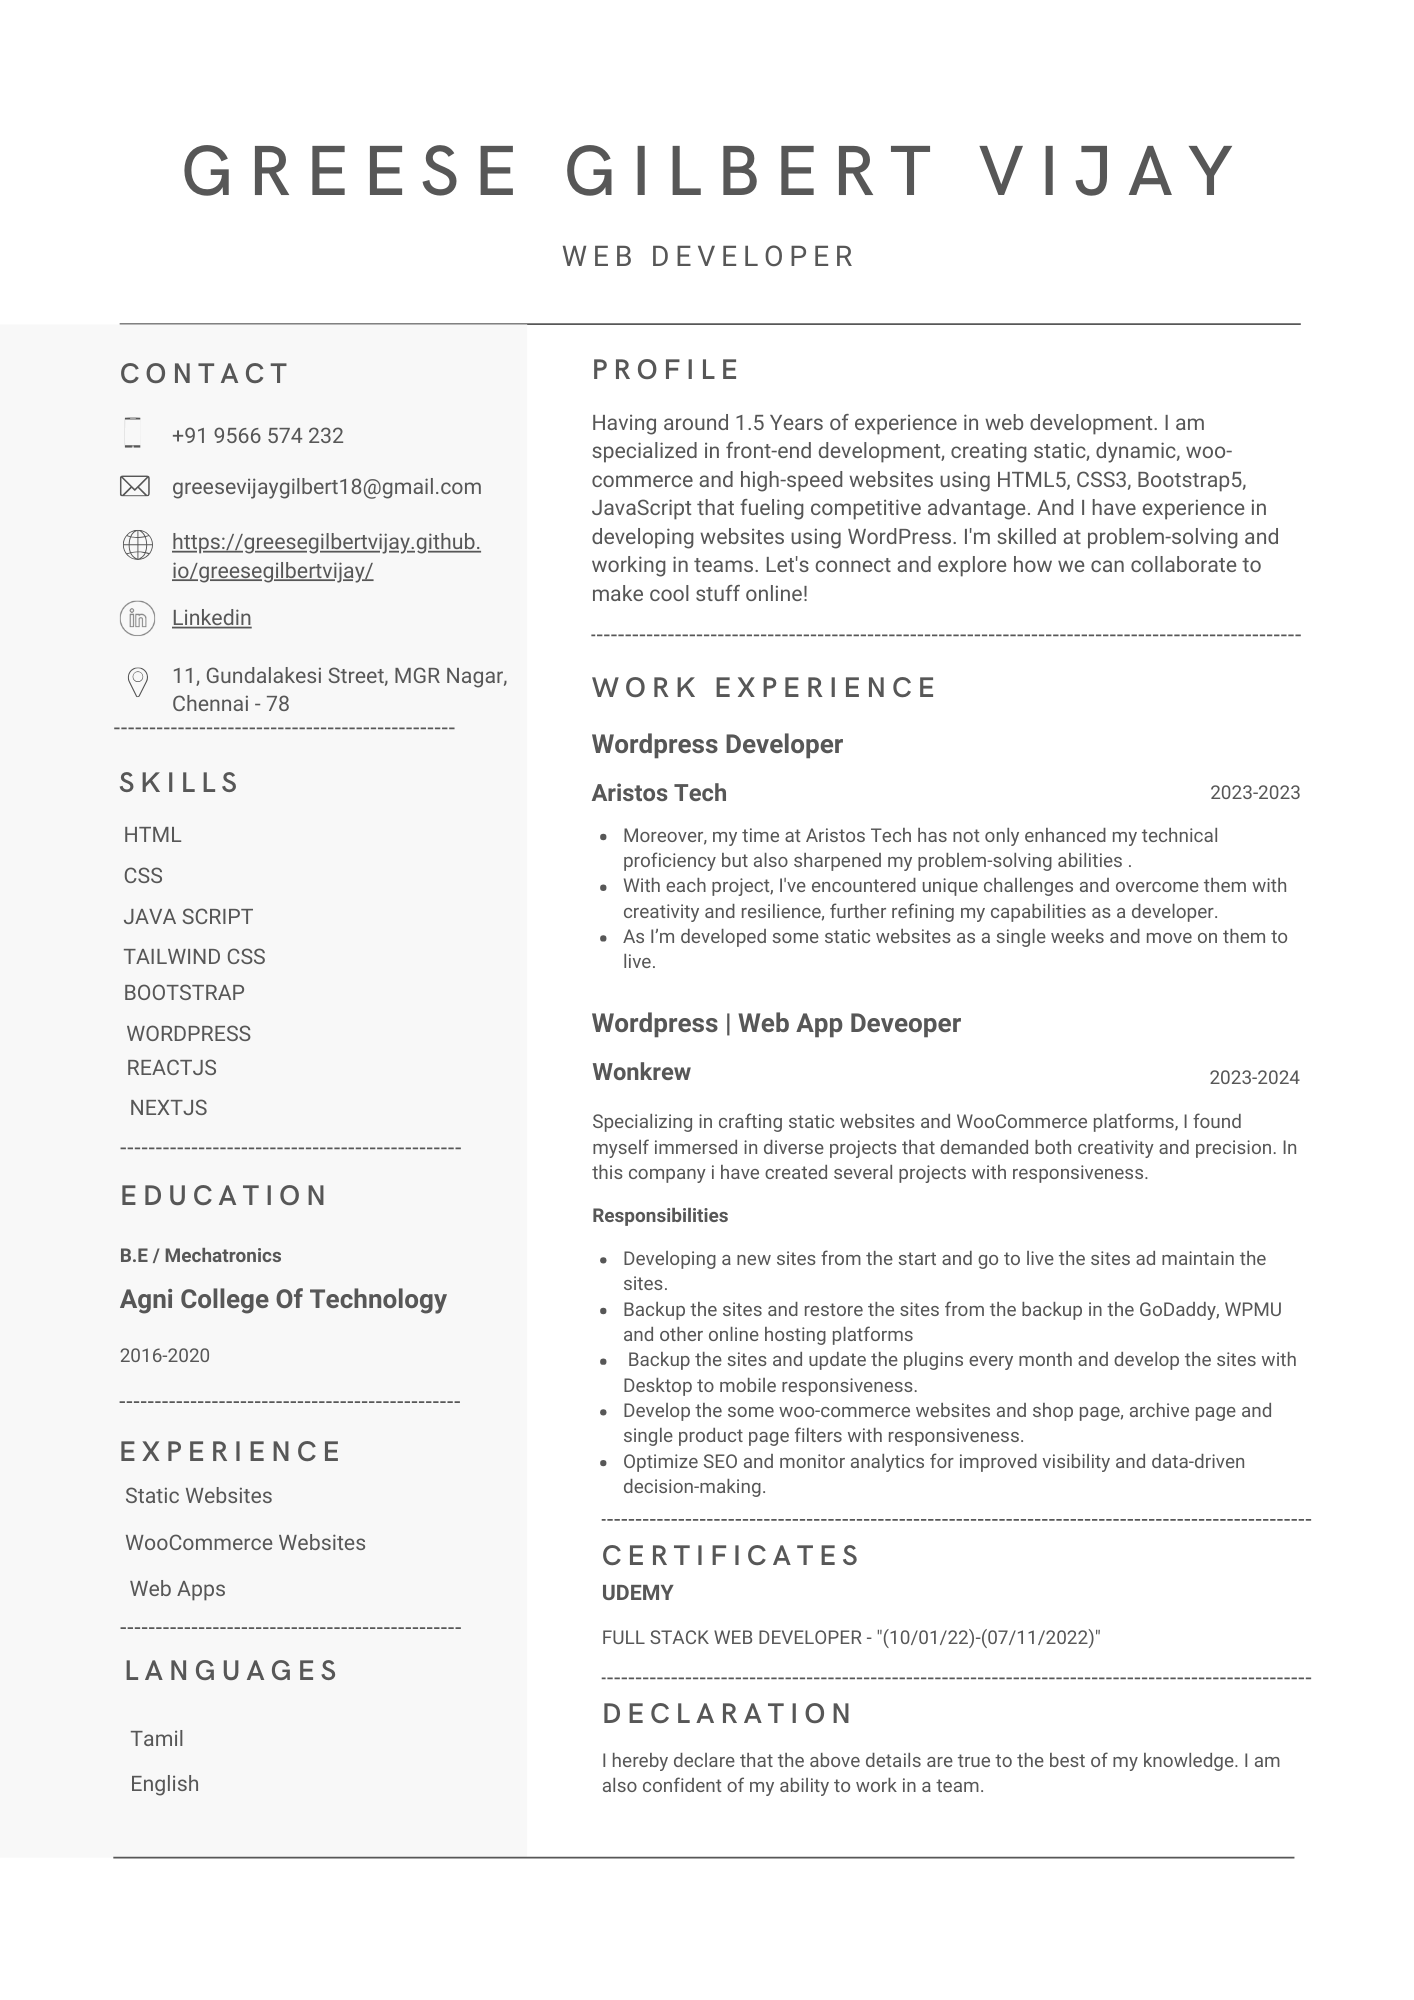 GREESE GILBERT VIJAY
WEB DEVELOPER
CONTACT
+91 9566 574 232
greesevijaygilbert18@gmail.com
https://greesegilbertvijay.github.
io/greesegilbertvijay/
in
Linkedin
11, Gundalakesi Street, MGR Nagar,
Chennai - 78
------------------------------------------------
SKILLS
HTML
CSS
JAVA SCRIPT
TAILWIND CSS
BOOTSTRAP
WORDPRESS
REACTJS
NEXTJS
------------------------------------------------
EDUCATION
B.E / Mechatronics
Agni College Of Technology
2016-2020
------------------------------------------------
EXPERIENCE
Static Websites
WooCommerce Websites
Web Apps
------------------------------------------------
LANGUAGES
Tamil
English
PROFILE
Having around 1.5 Years of experience in web development. I am
specialized in front-end development, creating static, dynamic, woo-
commerce and high-speed websites using HTML5, CSS3, Bootstrap5,
JavaScript that fueling competitive advantage. And I have experience in
developing websites using WordPress. I'm skilled at problem-solving and
working in teams. Let's connect and explore how we can collaborate to
make cool stuff online!
----------------------------------------------------------------------------------------------------
WORK EXPERIENCE
Wordpress Developer
Aristos Tech 2023-2023
• Moreover, my time at Aristos Tech has not only enhanced my technical
proficiency but also sharpened my problem-solving abilities .
• With each project, I've encountered unique challenges and overcome them with
creativity and resilience, further refining my capabilities as a developer.
• As I’m developed some static websites as a single weeks and move on them to
live.
Wordpress | Web App Deveoper
Wonkrew 2023-2024
Specializing in crafting static websites and WooCommerce platforms, I found
myself immersed in diverse projects that demanded both creativity and precision. In
this company i have created several projects with responsiveness.
Responsibilities
• Developing a new sites from the start and go to live the sites ad maintain the
sites.
• Backup the sites and restore the sites from the backup in the GoDaddy, WPMU
and other online hosting platforms
• Backup the sites and update the plugins every month and develop the sites with
Desktop to mobile responsiveness.
• Develop the some woo-commerce websites and shop page, archive page and
single product page filters with responsiveness.
• Optimize SEO and monitor analytics for improved visibility and data-driven
decision-making.
----------------------------------------------------------------------------------------------------
CERTIFICATES
UDEMY
FULL STACK WEB DEVELOPER - "(10/01/22)-(07/11/2022)"
----------------------------------------------------------------------------------------------------
DECLARATION
I hereby declare that the above details are true to the best of my knowledge. I am
also confident of my ability to work in a team.